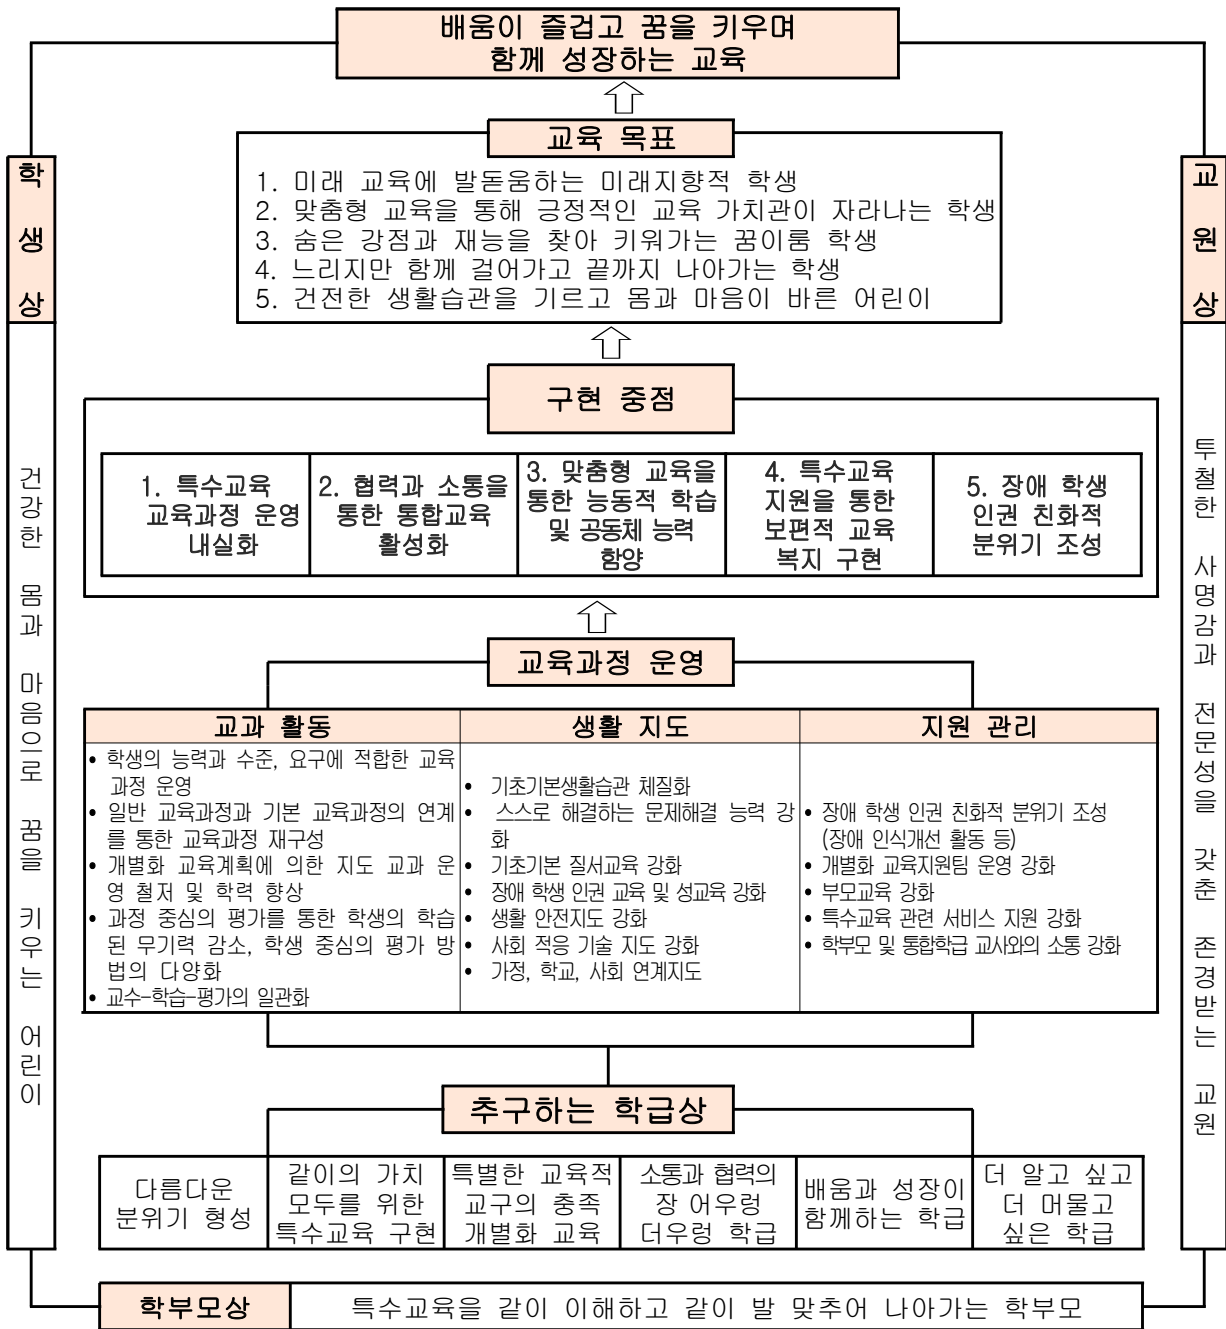 배움이 즐겁고 꿈을 키우며
함께 성장하는 교육
교육 목표
1. 미래 교육에 발돋움하는 미래지향적 학생
2. 맞춤형 교육을 통해 긍정적인 교육 가치관이 자라나는 학생
3. 숨은 강점과 재능을 찾아 키워가는 꿈이룸 학생
4. 느리지만 함께 걸어가고 끝까지 나아가는 학생
5. 건전한 생활습관을 기르고 몸과 마음이 바른 어린이
학생상
건강한 몸과 마음으로 꿈을 키우는 어린이
교원상
투철한 사명감과 전문성을 갖춘 존경받는 교원
구현 중점
1. 특수교육
교육과정 운영
내실화
2. 협력과 소통을
통한 통합교육
활성화
3. 맞춤형 교육을
통한 능동적 학습
및 공동체 능력
함양
4. 특수교육
지원을 통한
보편적 교육
복지 구현
5. 장애 학생
인권 친화적
분위기 조성
교육과정 운영
교과 활동
• 학생의 능력과 수준, 요구에 적합한 교육
과정 운영
• 일반 교육과정과 기본 교육과정의 연계
를 통한 교육과정 재구성
• 개별화 교육계획에 의한 지도 교과 운
영 철저 및 학력 향상
• 과정 중심의 평가를 통한 학생의 학습
된 무기력 감소, 학생 중심의 평가 방
법의 다양화
• 교수-학습-평가의 일관화
생활 지도
• 기초기본생활습관 체질화
• 스스로 해결하는 문제해결 능력 강
화
• 기초기본 질서교육 강화
• 장애 학생 인권 교육 및 성교육 강화
• 생활 안전지도 강화
• 사회 적응 기술 지도 강화
• 가정, 학교, 사회 연계지도
지원 관리
• 장애 학생 인권 친화적 분위기 조성
(장애 인식개선 활동 등)
• 개별화 교육지원팀 운영 강화
• 부모교육 강화
• 특수교육 관련 서비스 지원 강화
• 학부모 및 통합학급 교사와의 소통 강화
추구하는 학급상
다름다운
분위기 형성
같이의 가치
모두를 위한
특수교육 구현
특별한 교육적
교구의 충족
개별화 교육
소통과 협력의
장 어우렁
더우렁 학급
배움과 성장이
함께하는 학급
더 알고 싶고
더 머물고
싶은 학급
학부모상
특수교육을 같이 이해하고 같이 발 맞추어 나아가는 학부모